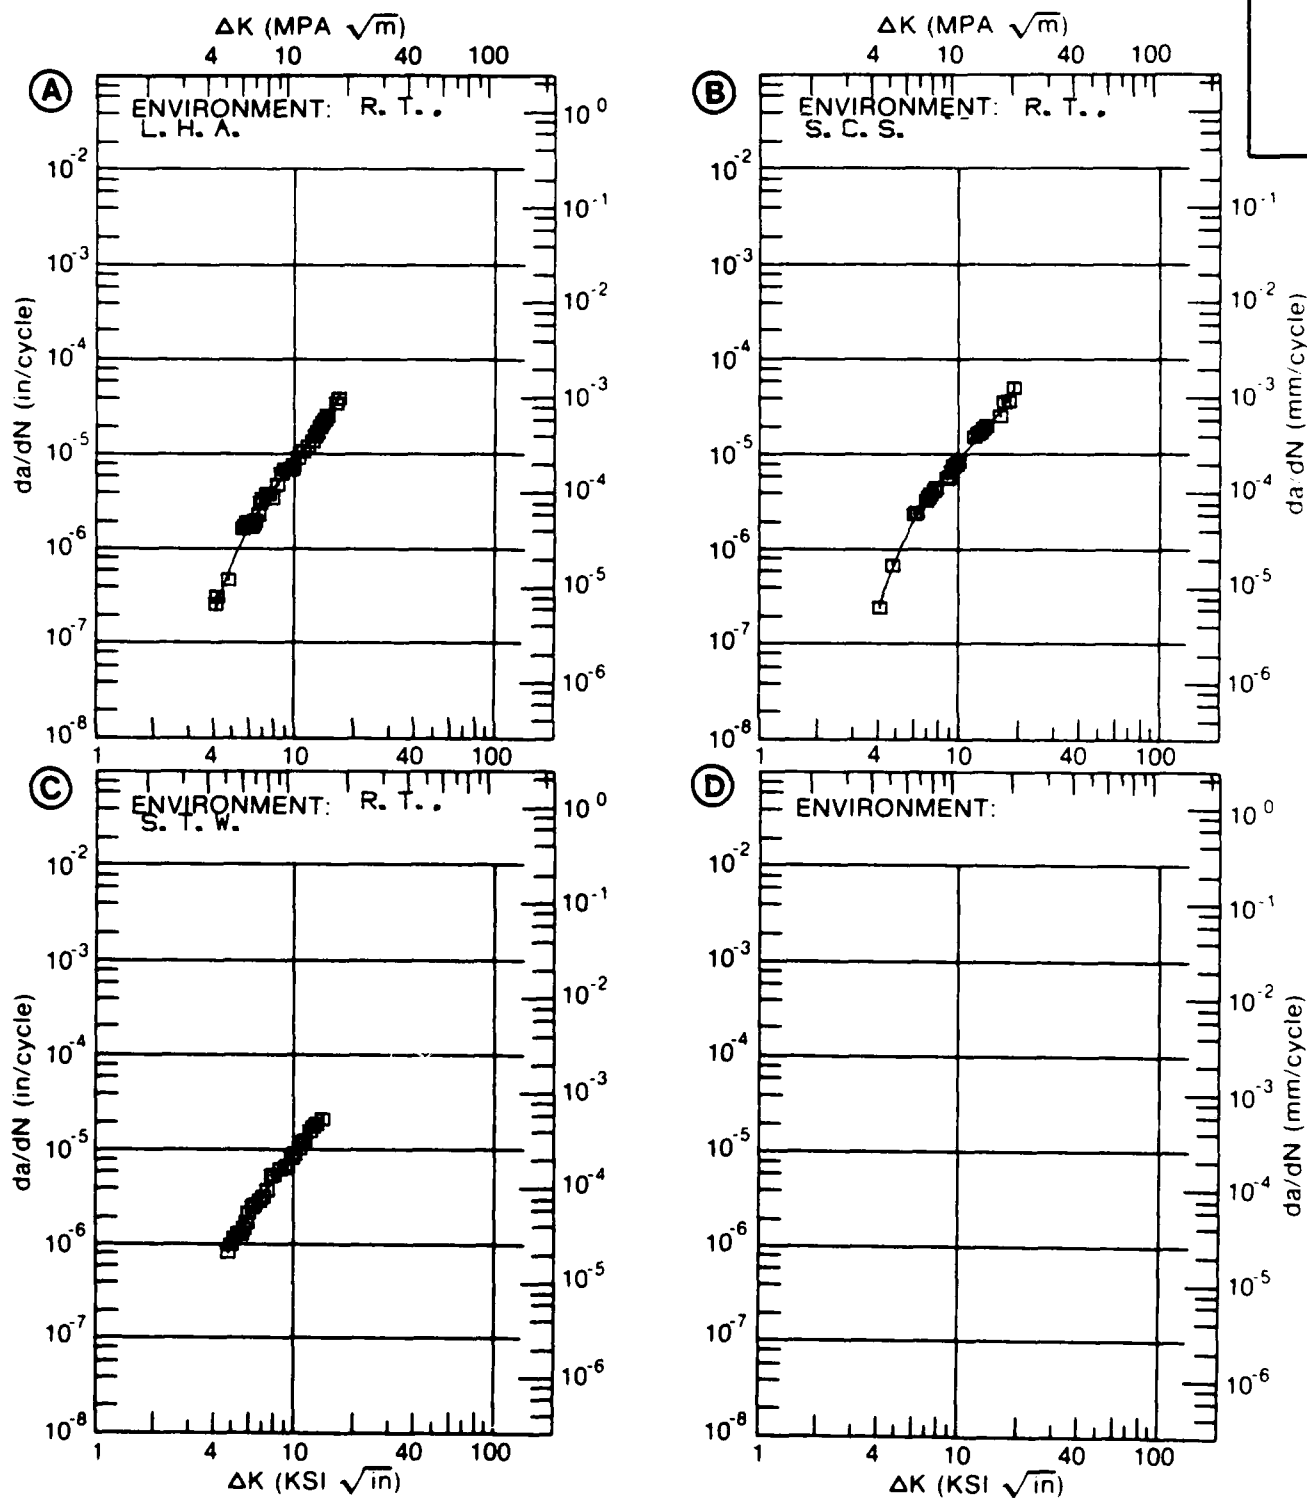 ΔK (MPA √m)
4 10 40 100
A
ENVIRONMENT: R. T..
L. H. A.
10^0
10^-2
10^-1
10^-3
10^-2
10^-4
10^-3
10^-5
10^-4
10^-6
10^-5
10^-7
10^-6
10^-8
1 4 10 40 100
da/dN (in/cycle)
ΔK (MPA √m)
4 10 40 100
B
ENVIRONMENT: R. T..
S. C. S.
10^-2
10^-1
10^-3
10^-2
10^-4
10^-3
10^-5
10^-4
10^-6
10^-5
10^-7
10^-6
10^-8
1 4 10 40 100
da/dN (mm/cycle)
C
ENVIRONMENT: R. T..
S. T. W.
10^0
10^-2
10^-1
10^-3
10^-2
10^-4
10^-3
10^-5
10^-4
10^-6
10^-5
10^-7
10^-6
10^-8
1 4 10 40 100
da/dN (in/cycle)
ΔK (KSI √in)
D
ENVIRONMENT:
10^0
10^-2
10^-1
10^-3
10^-2
10^-4
10^-3
10^-5
10^-4
10^-6
10^-5
10^-7
10^-6
10^-8
1 4 10 40 100
da/dN (mm/cycle)
ΔK (KSI √in)